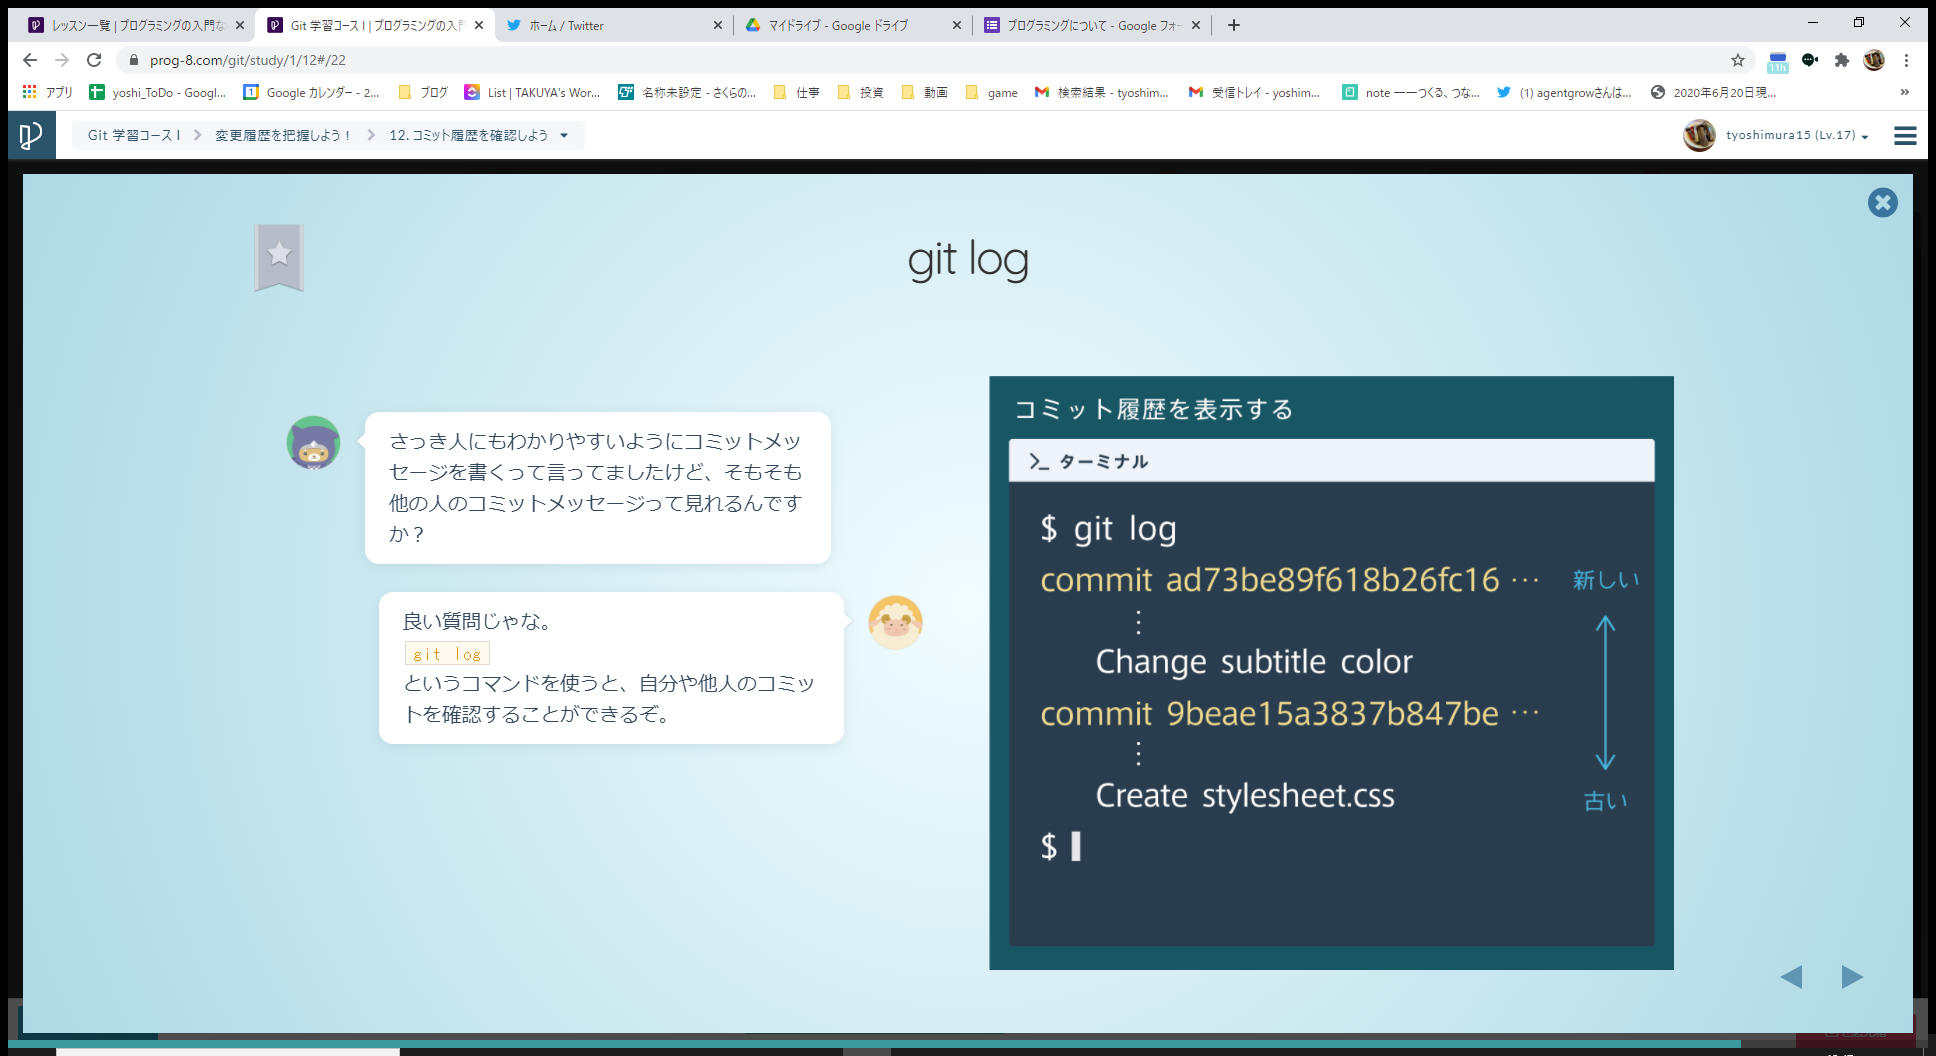 レッスン一覧 | プログラミングの入門な
Git 学習コース I | プログラミングの入門
ホーム / Twitter
マイドライブ - Google ドライブ
プログラミングについて - Google フォー
prog-8.com/git/study/1/12#/22
11h
アプリ
yoshi_ToDo - Googl...
Google カレンダー - 2...
ブログ
List | TAKUYA's Wor...
名称未設定 - さくらの...
仕事
投資
動画
game
検索結果 - tyoshim...
受信トレイ - yoshim...
note ーーつくる、つな...
(1) agentgrowさんは...
2020年6月20日現...
»
Git 学習コース I
変更履歴を把握しよう！
12. コミット履歴を確認しよう
tyoshimura15 (Lv.17)
git log
さっき人にもわかりやすいようにコミットメッ
セージを書くって言ってましたけど、そもそも
他の人のコミットメッセージって見れるんです
か？
良い質問じゃな。
git log
というコマンドを使うと、自分や他人のコミッ
トを確認することができるぞ。
コミット履歴を表示する
>_ ターミナル
$ git log
commit ad73be89f618b26fc16 ⋯
新しい
⋮
Change subtitle color
commit 9beae15a3837b847be ⋯
⋮
Create stylesheet.css
古い
$